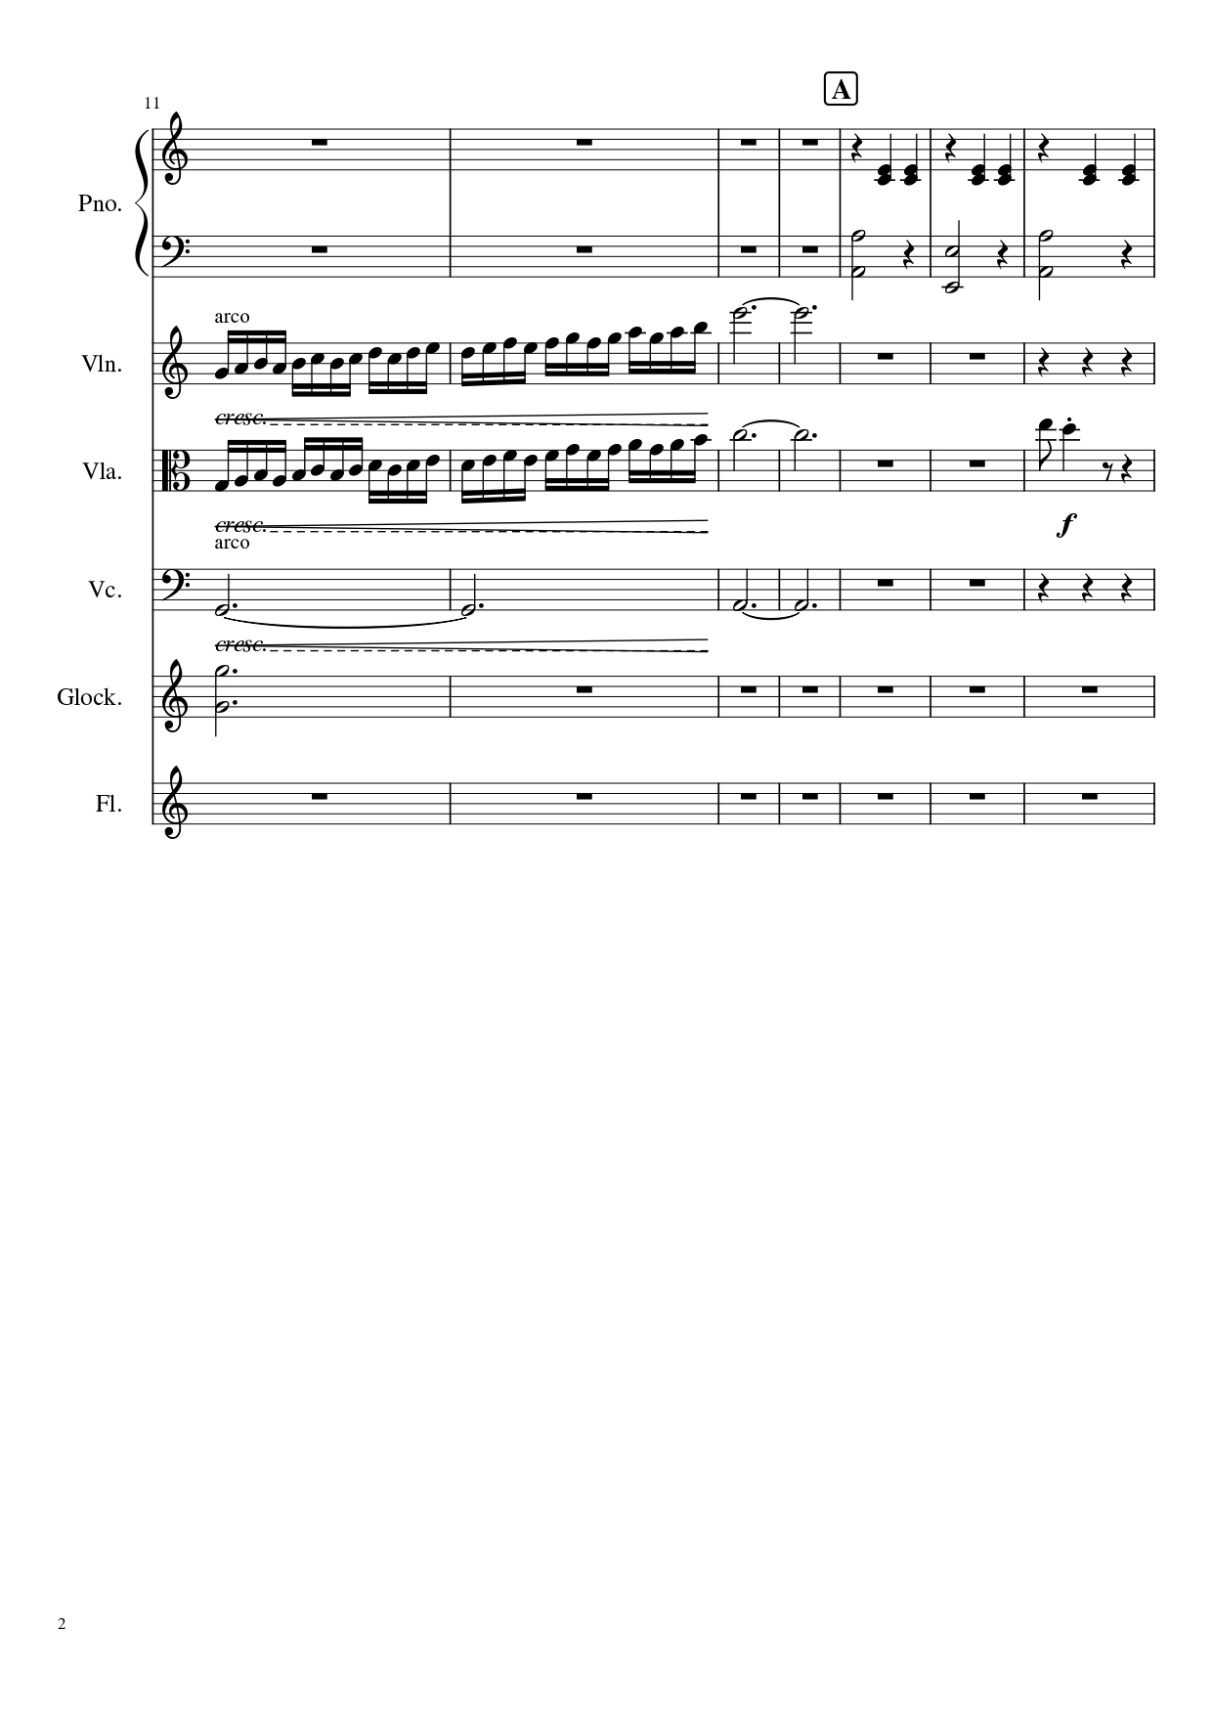 A
11
Pno.
arco
Vln.
cresc.
Vla.
cresc.
f
arco
Vc.
cresc.
Glock.
Fl.
2